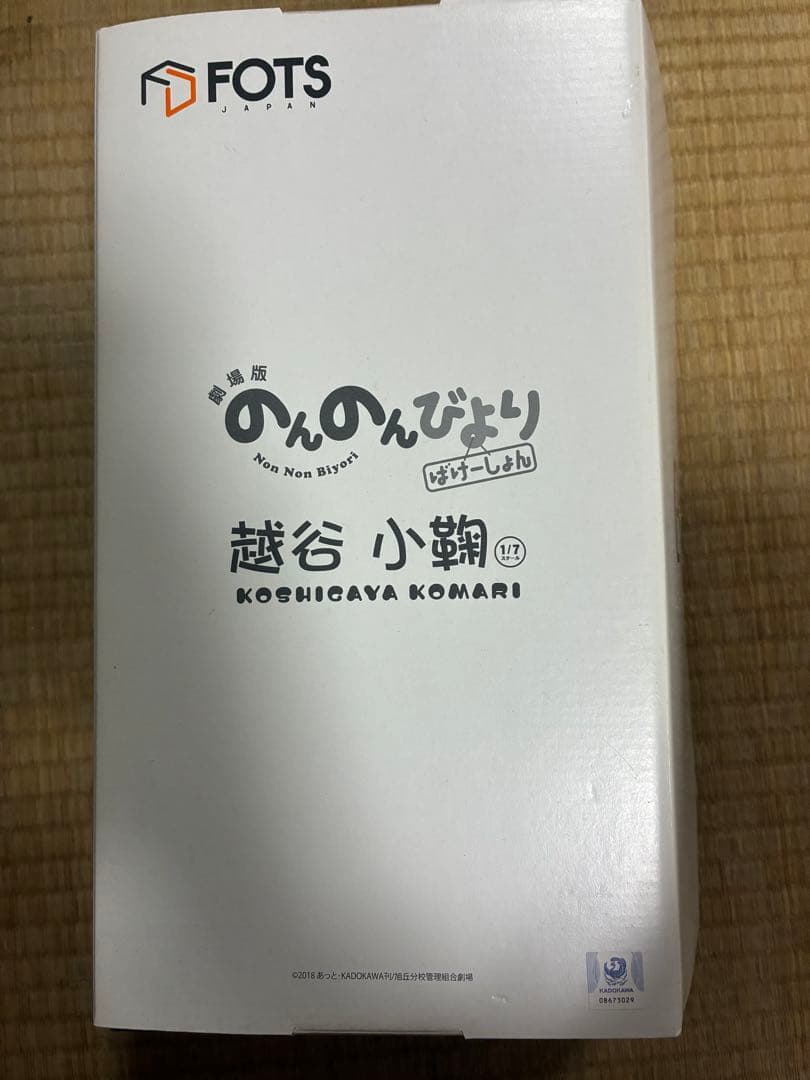 FOTS
JAPAN
劇場版
のんのんびより
Non Non Biyori
ばけーしょん
越谷 小鞠
1/7
スケール
KOSHIGAYA KOMARI
©2018 あっと・KADOKAWA刊/旭丘分校管理組合劇場
KADOKAWA
08673029